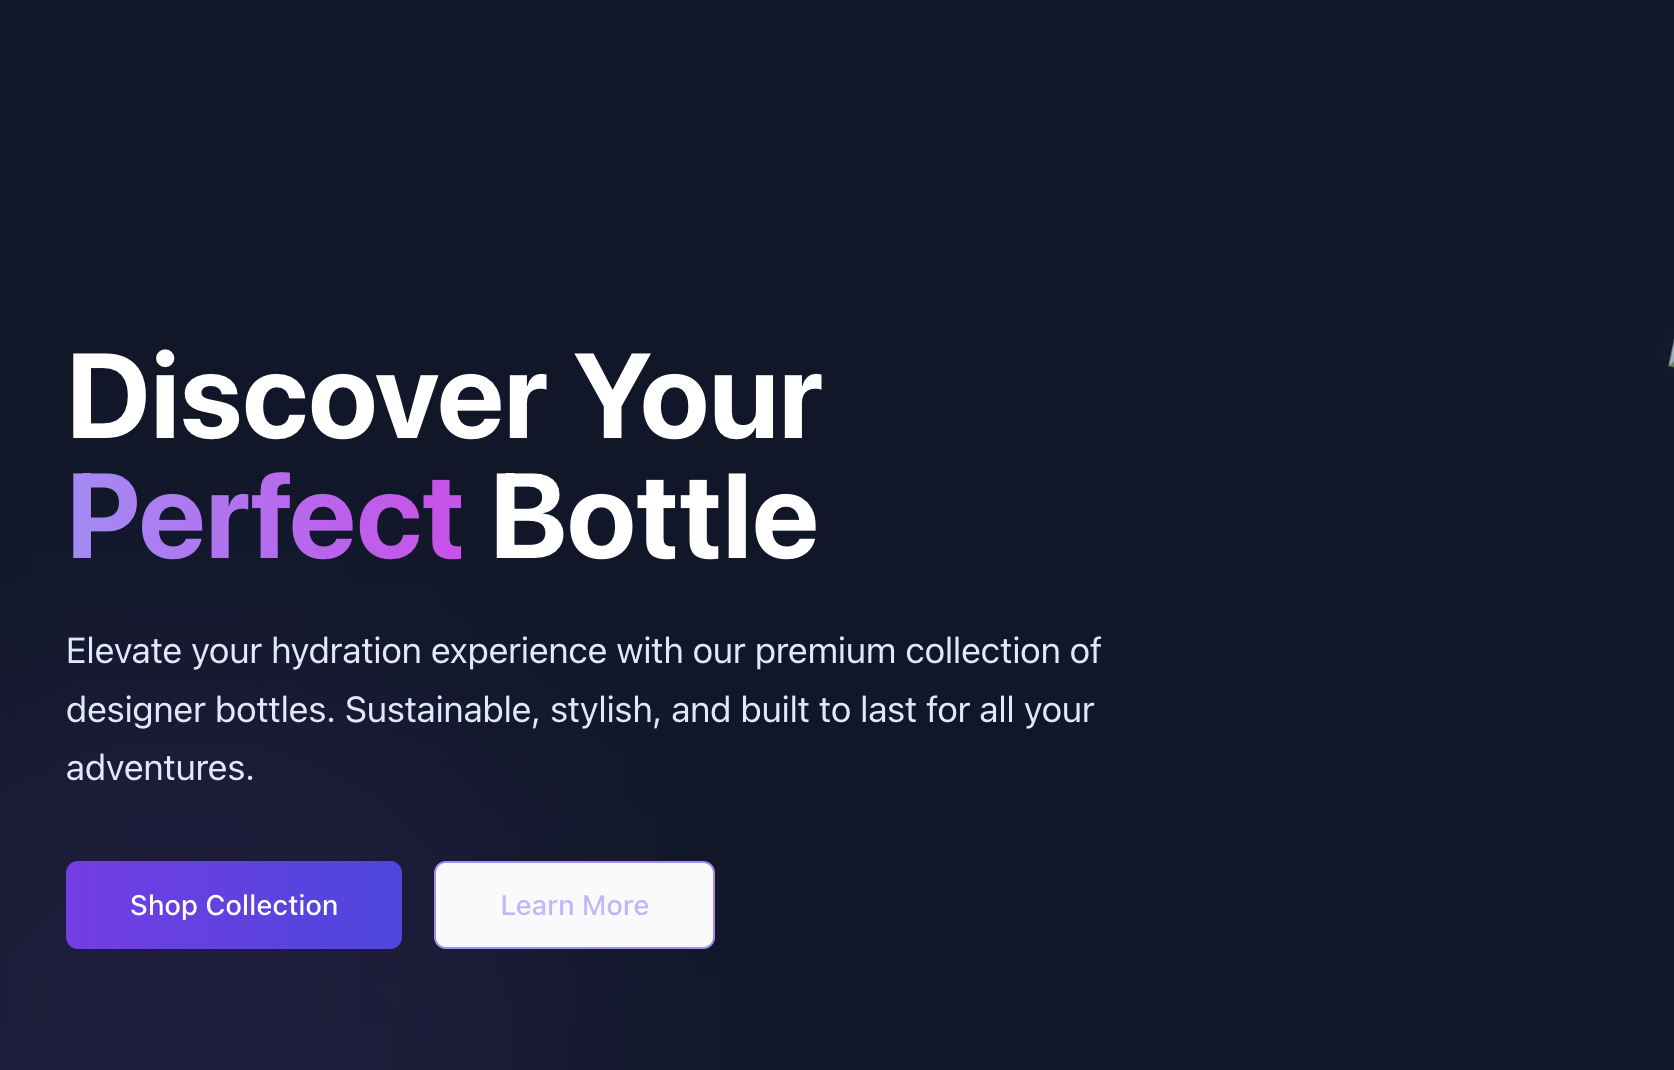 Discover Your
Perfect Bottle
Elevate your hydration experience with our premium collection of
designer bottles. Sustainable, stylish, and built to last for all your
adventures.
Shop Collection
Learn More